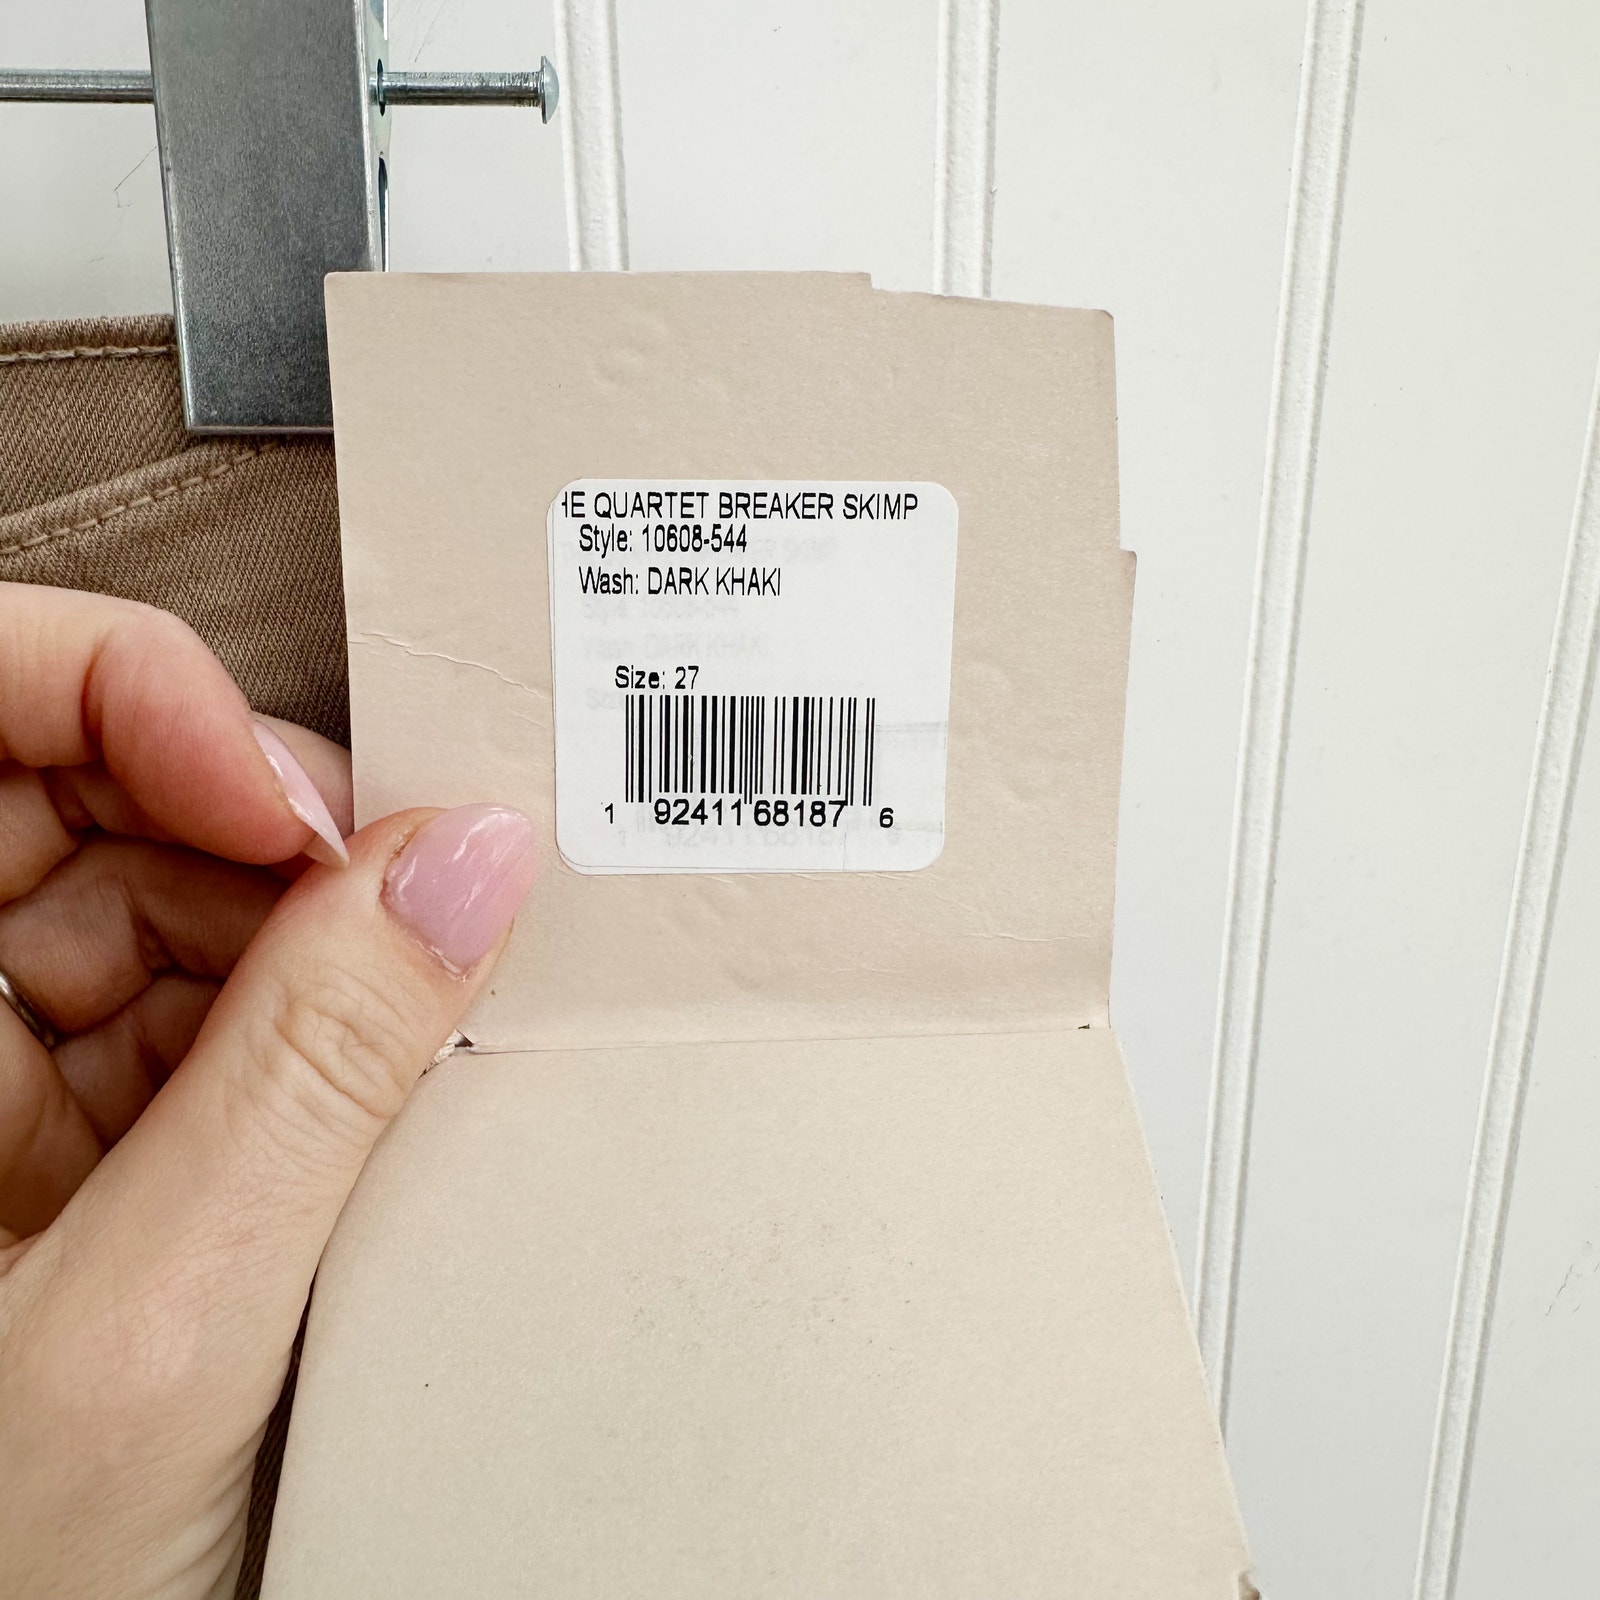 HE QUARTET BREAKER SKIMP
Style: 10608-544
Wash: DARK KHAKI
Size: 27
1 92411 68187 6